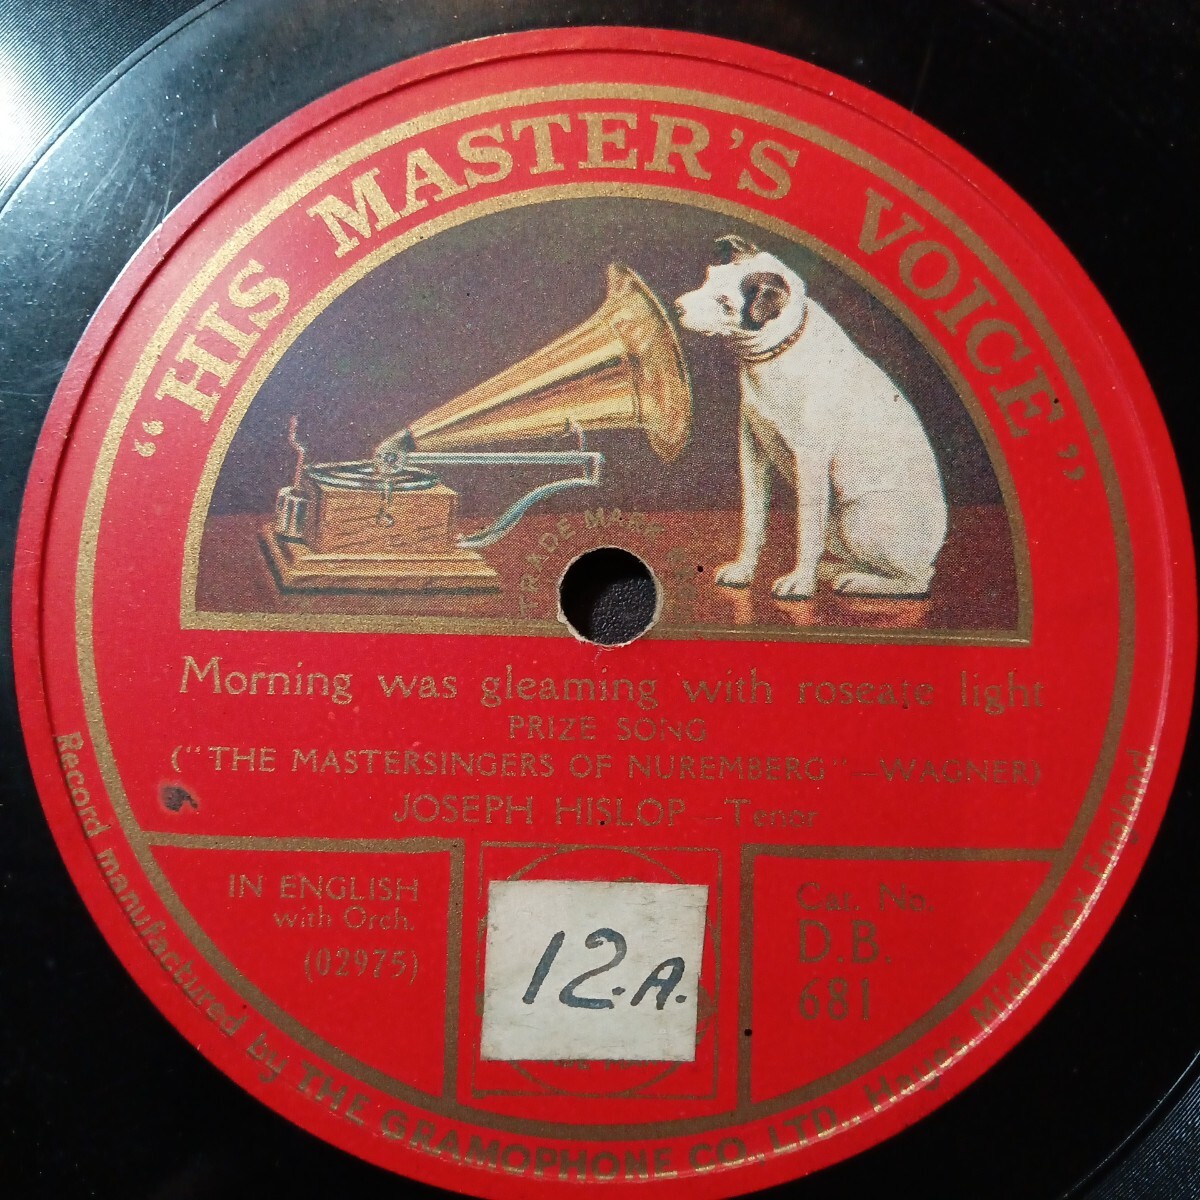 “HIS MASTER'S VOICE”
TRADE MARK
Morning was gleaming with roseate light
PRIZE SONG
("THE MASTERSINGERS OF NUREMBERG"—WAGNER)
JOSEPH HISLOP—Tenor
IN ENGLISH
with Orch.
(02975)
12.A.
Cat. No.
D.B.
681
Record manufactured by THE GRAMOPHONE CO., LTD., Hayes, Middlesex, England